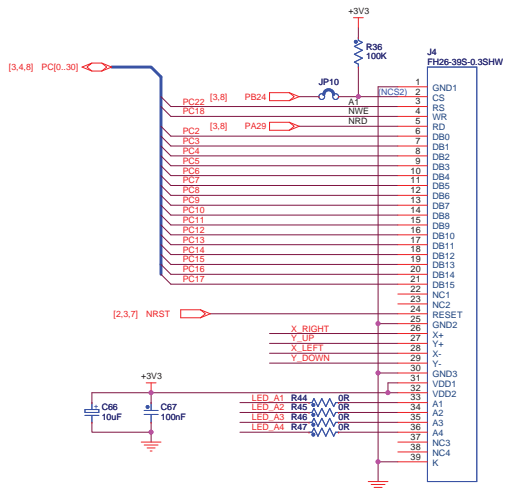 +3V3
[3,4,8] PC[0..30]
R36
100K
J4
FH26-39S-0.3SHW
JP10
[3,8] PB24
(NCS2)
1 GND1
2 CS
PC22 A1 3 RS
PC18 NWE 4 WR
[3,8] PA29 NRD 5 RD
PC2 6 DB0
PC3 7 DB1
PC4 8 DB2
PC5 9 DB3
PC6 10 DB4
PC7 11 DB5
PC8 12 DB6
PC9 13 DB7
PC10 14 DB8
PC11 15 DB9
PC12 16 DB10
PC13 17 DB11
PC14 18 DB12
PC15 19 DB13
PC16 20 DB14
PC17 21 DB15
22 NC1
23 NC2
[2,3,7] NRST 24 RESET
25 GND2
X_RIGHT 26 X+
Y_UP 27 Y+
X_LEFT 28 X-
Y_DOWN 29 Y-
30 GND3
+3V3
31 VDD1
32 VDD2
LED_A1 R44 0R 33 A1
LED_A2 R45 0R 34 A2
LED_A3 R46 0R 35 A3
LED_A4 R47 0R 36 A4
37 NC3
38 NC4
39 K
+
C66
10uF
C67
100nF